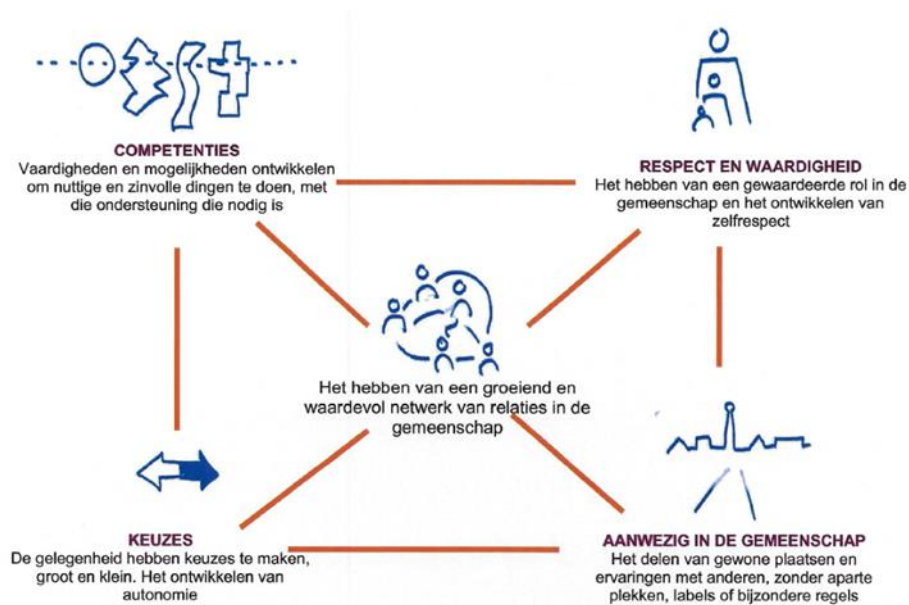 COMPETENTIES
Vaardigheden en mogelijkheden ontwikkelen
om nuttige en zinvolle dingen te doen, met
die ondersteuning die nodig is
RESPECT EN WAARDIGHEID
Het hebben van een gewaardeerde rol in de
gemeenschap en het ontwikkelen van
zelfrespect
Het hebben van een groeiend en
waardevol netwerk van relaties in de
gemeenschap
KEUZES
De gelegenheid hebben keuzes te maken,
groot en klein. Het ontwikkelen van
autonomie
AANWEZIG IN DE GEMEENSCHAP
Het delen van gewone plaatsen en
ervaringen met anderen, zonder aparte
plekken, labels of bijzondere regels